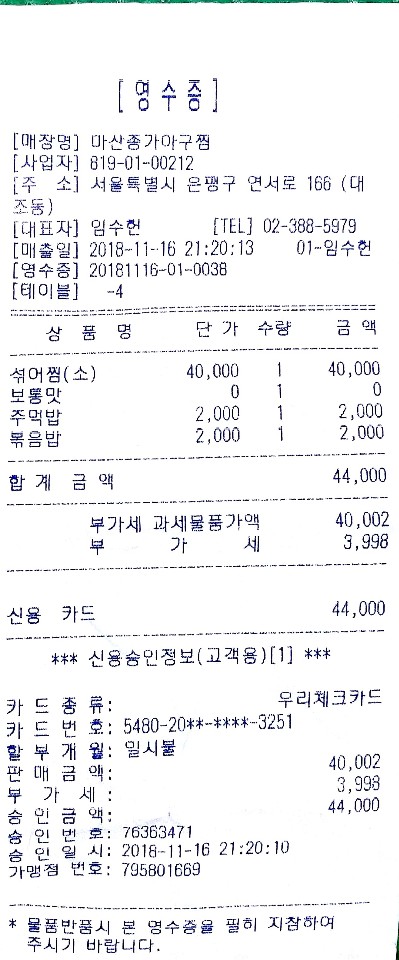 [영수증]
[매장명] 마산종가아구찜
[사업자] 819-01-00212
[주 소] 서울특별시 은평구 연서로 166 (대
조동)
[대표자] 임수헌 [TEL] 02-388-5979
[매출일] 2018-11-16 21:20:13 01-임수헌
[영수증] 20181116-01-0038
[테이블] -4
상 품 명 단 가 수량 금 액
섞어찜(소) 40,000 1 40,000
보통맛 0 1 0
주먹밥 2,000 1 2,000
볶음밥 2,000 1 2,000
합 계 금 액 44,000
부가세 과세물품가액 40,002
부 가 세 3,998
신용 카드 44,000
*** 신용승인정보(고객용)[1] ***
카 드 종 류: 우리체크카드
카 드 번 호: 5480-20**-****-3251
할 부 개 월: 일시불
판 매 금 액: 40,002
부 가 세 : 3,998
승 인 금 액: 44,000
승 인 번 호: 76363471
승 인 일 시: 2018-11-16 21:20:10
가맹점 번호: 795801669
* 물품반품시 본 영수증을 필히 지참하여
주시기 바랍니다.